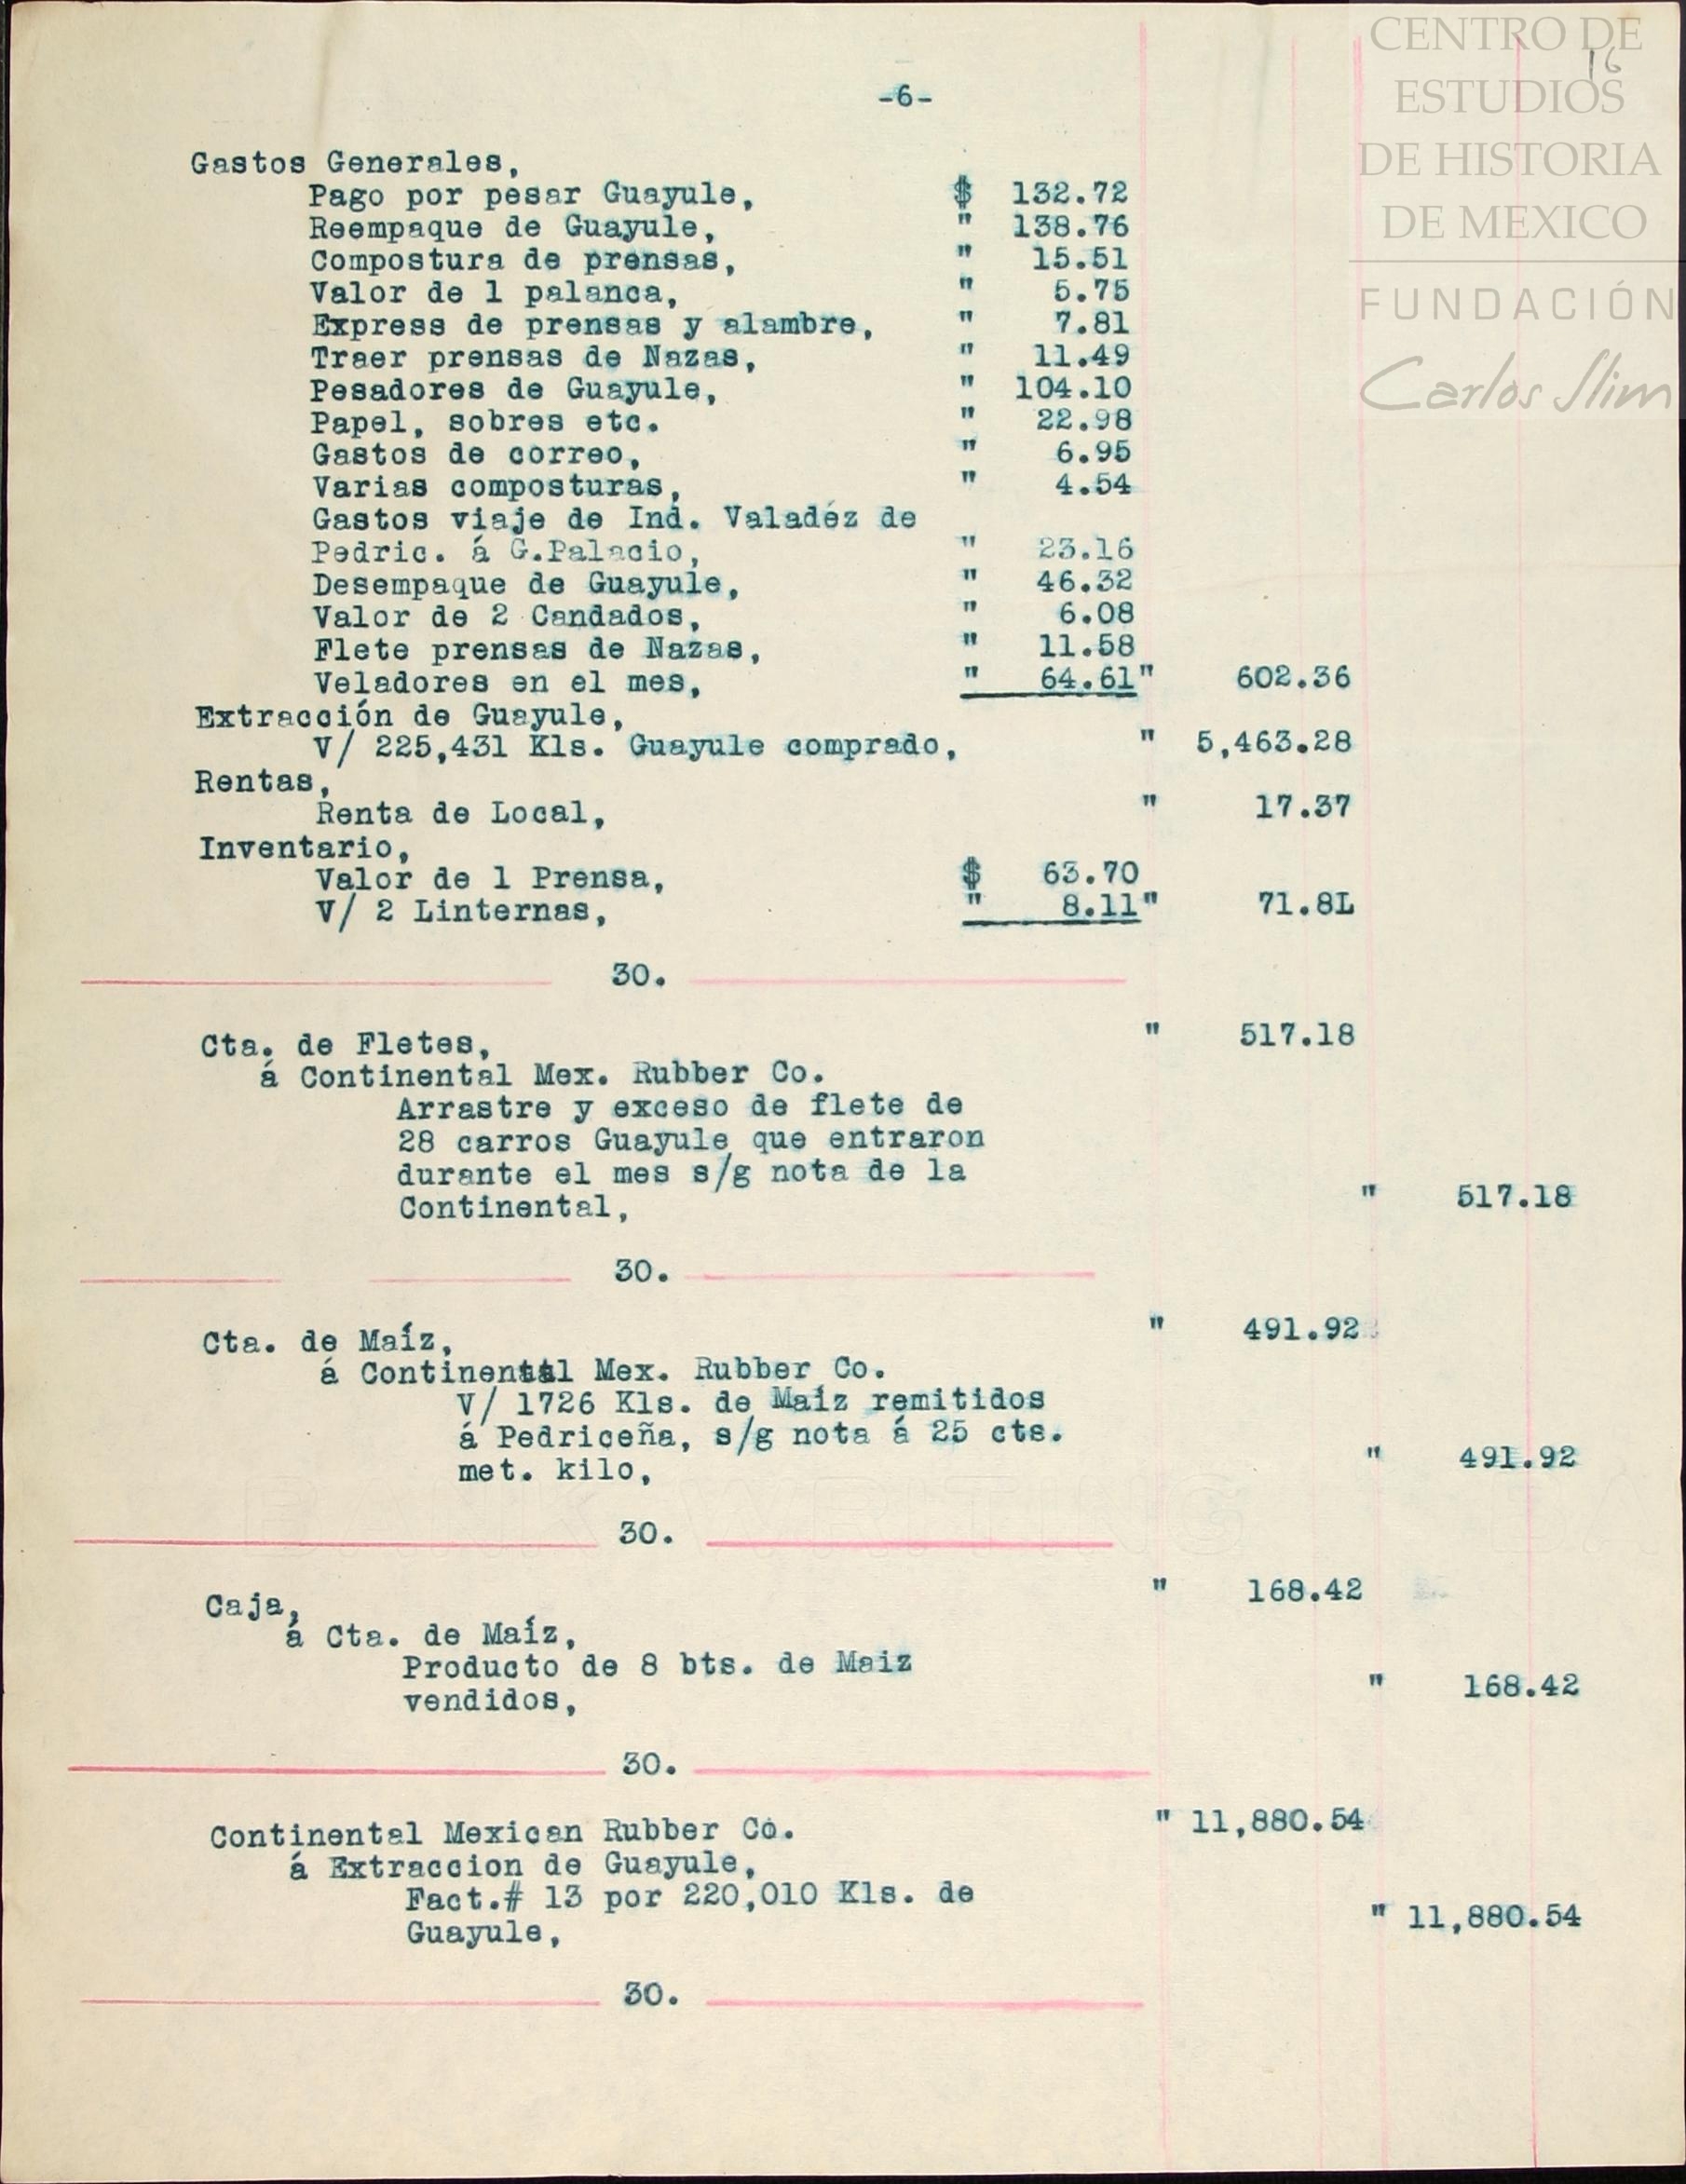 CENTRO DE
ESTUDIOS
DE HISTORIA
DE MEXICO
FUNDACIÓN
Carlos Slim
16
-6-
Gastos Generales,
Pago por pesar Guayule, $ 132.72
Reempaque de Guayule, " 138.76
Compostura de prensas, " 15.51
Valor de 1 palanca, " 5.75
Express de prensas y alambre, " 7.81
Traer prensas de Nazas, " 11.49
Pesadores de Guayule, " 104.10
Papel, sobres etc. " 22.98
Gastos de correo, " 6.95
Varias composturas, " 4.54
Gastos viaje de Ind. Valadéz de
Pedric. á G.Palacio, " 23.16
Desempaque de Guayule, " 46.32
Valor de 2 Candados, " 6.08
Flete prensas de Nazas, " 11.58
Veladores en el mes, " 64.61 " 602.36
Extracción de Guayule,
V/ 225,431 Kls. Guayule comprado, " 5,463.28
Rentas,
Renta de Local, " 17.37
Inventario,
Valor de 1 Prensa, $ 63.70
V/ 2 Linternas, " 8.11 " 71.8L
30.
Cta. de Fletes, " 517.18
á Continental Mex. Rubber Co.
Arrastre y exceso de flete de
28 carros Guayule que entraron
durante el mes s/g nota de la
Continental, " 517.18
30.
Cta. de Maíz, " 491.92
á Continental Mex. Rubber Co.
V/ 1726 Kls. de Maíz remitidos
á Pedriceña, s/g nota á 25 cts.
met. kilo, " 491.92
BANK WRITING BA
30.
Caja, " 168.42
á Cta. de Maíz,
Producto de 8 bts. de Maiz
vendidos, " 168.42
30.
Continental Mexican Rubber Co. " 11,880.54
á Extraccion de Guayule,
Fact.# 13 por 220,010 Kls. de
Guayule, " 11,880.54
30.